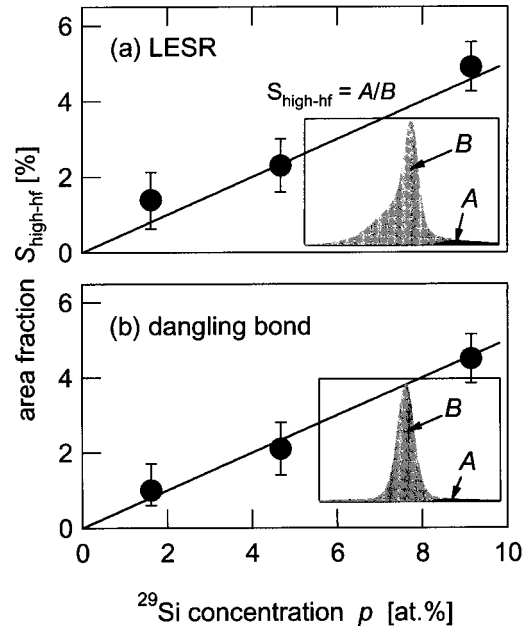 6
(a) LESR
S_high-hf = A/B
4
B
2
A
0
area fraction S_high-hf [%]
6
(b) dangling bond
4
B
2
A
0
0 2 4 6 8 10
²⁹Si concentration p [at.%]